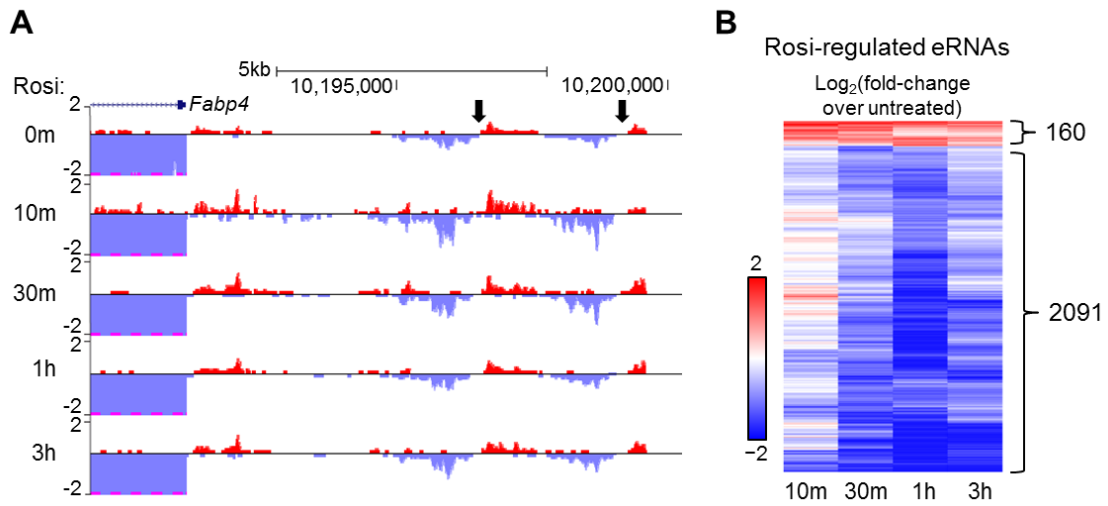 A
B
Rosi-regulated eRNAs
Log2(fold-change
over untreated)
5kb
10,195,000
10,200,000
Rosi:
Fabp4
2
0m
-2
2
10m
-2
2
30m
-2
2
1h
-2
2
3h
-2
160
2091
2
−2
10m 30m 1h 3h